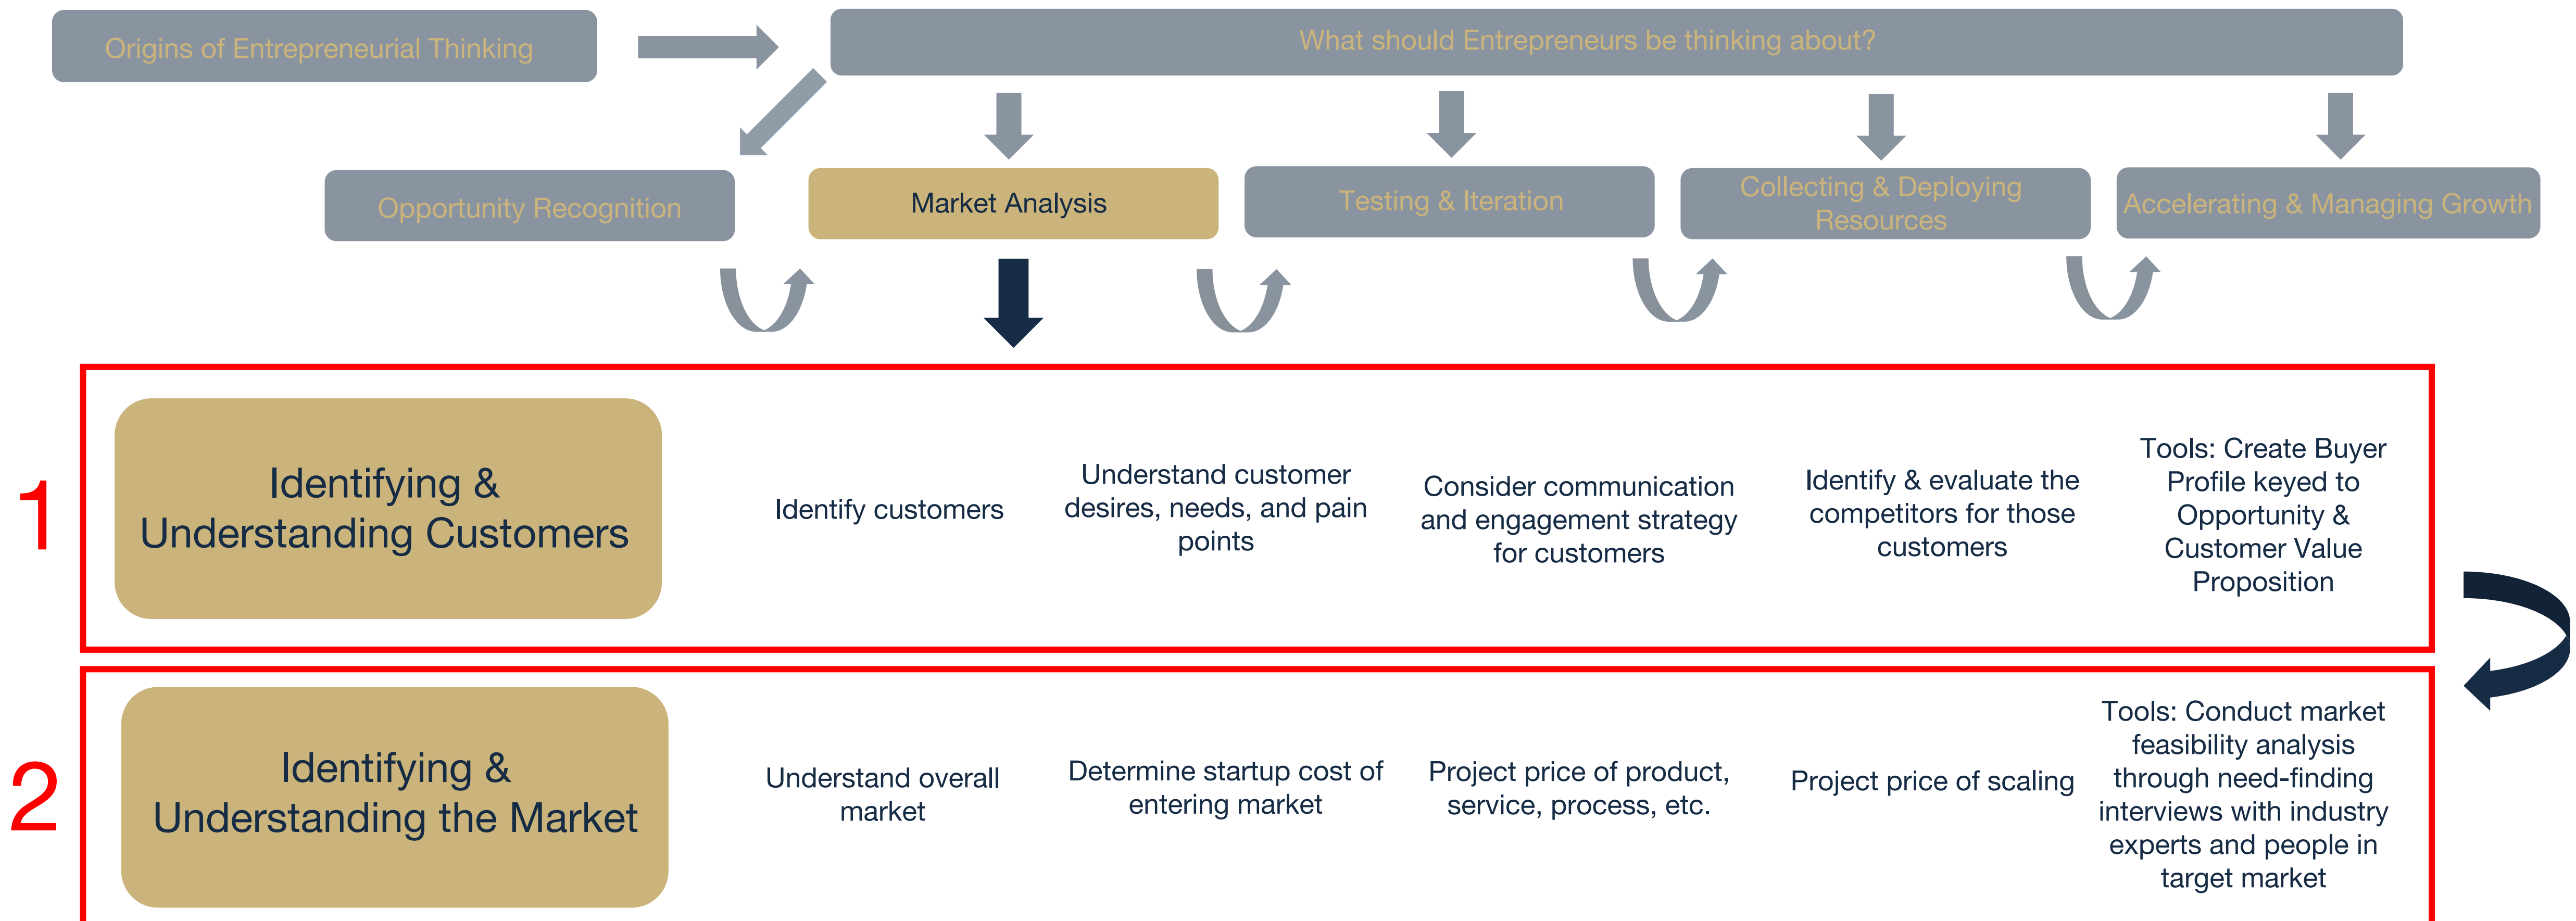 Origins of Entrepreneurial Thinking
What should Entrepreneurs be thinking about?
Opportunity Recognition
Market Analysis
Testing & Iteration
Collecting & Deploying
Resources
Accelerating & Managing Growth
1
Identifying &
Understanding Customers
Identify customers
Understand customer
desires, needs, and pain
points
Consider communication
and engagement strategy
for customers
Identify & evaluate the
competitors for those
customers
Tools: Create Buyer
Profile keyed to
Opportunity &
Customer Value
Proposition
2
Identifying &
Understanding the Market
Understand overall
market
Determine startup cost of
entering market
Project price of product,
service, process, etc.
Project price of scaling
Tools: Conduct market
feasibility analysis
through need-finding
interviews with industry
experts and people in
target market